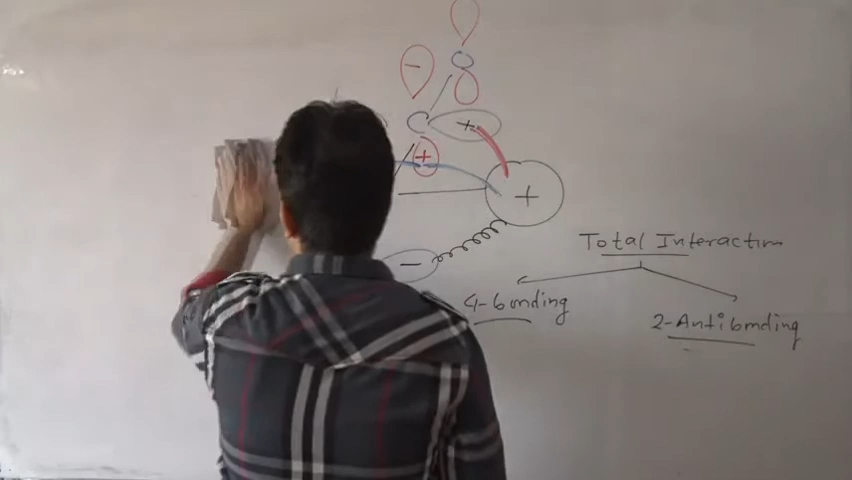 -
+
+
+
-
Total Interaction
4-bonding
2-Antibonding